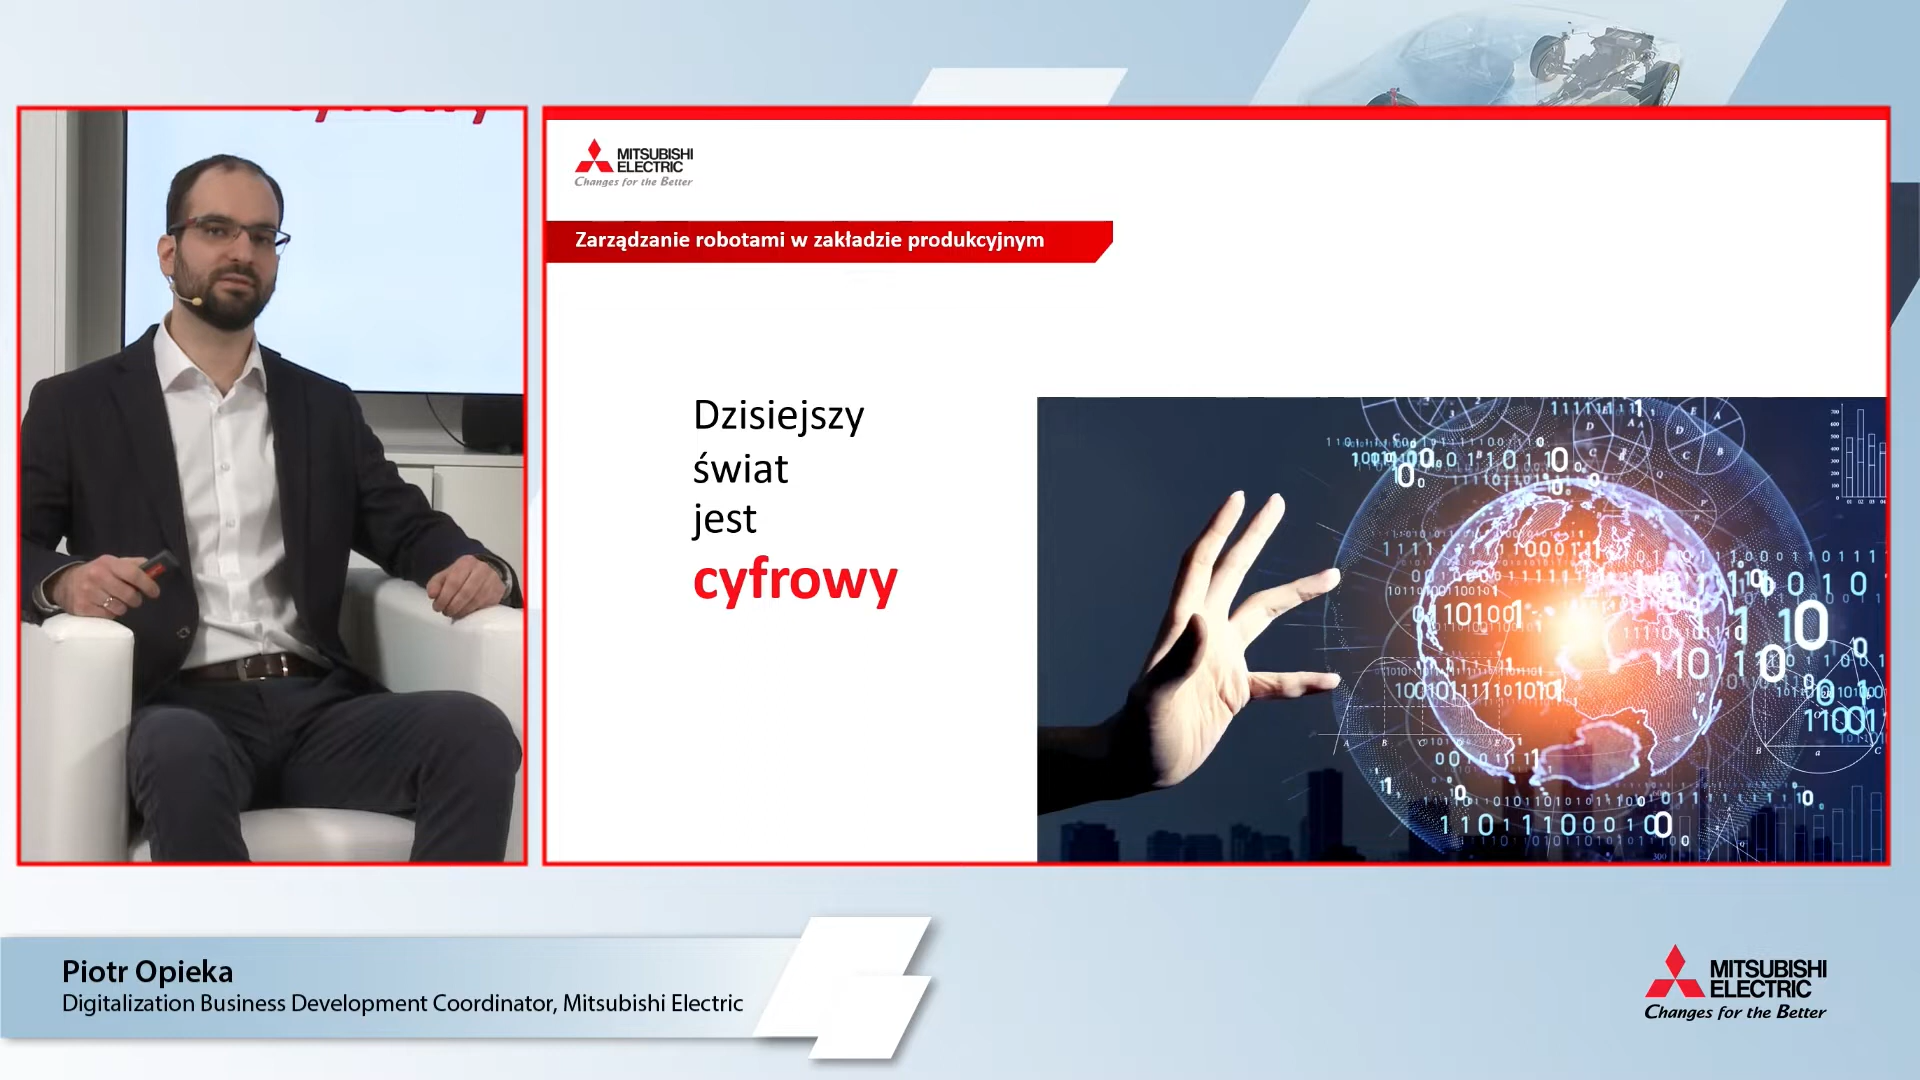 cyfrowy
MITSUBISHI
ELECTRIC
Changes for the Better
Zarządzanie robotami w zakładzie produkcyjnym
Dzisiejszy
świat
jest
cyfrowy
Piotr Opieka
Digitalization Business Development Coordinator, Mitsubishi Electric
MITSUBISHI
ELECTRIC
Changes for the Better